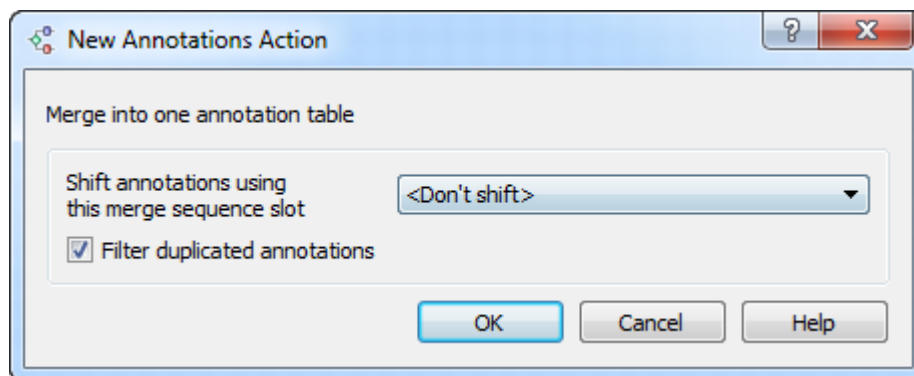 New Annotations Action
?
X
Merge into one annotation table
Shift annotations using
this merge sequence slot
<Don't shift>
Filter duplicated annotations
OK
Cancel
Help